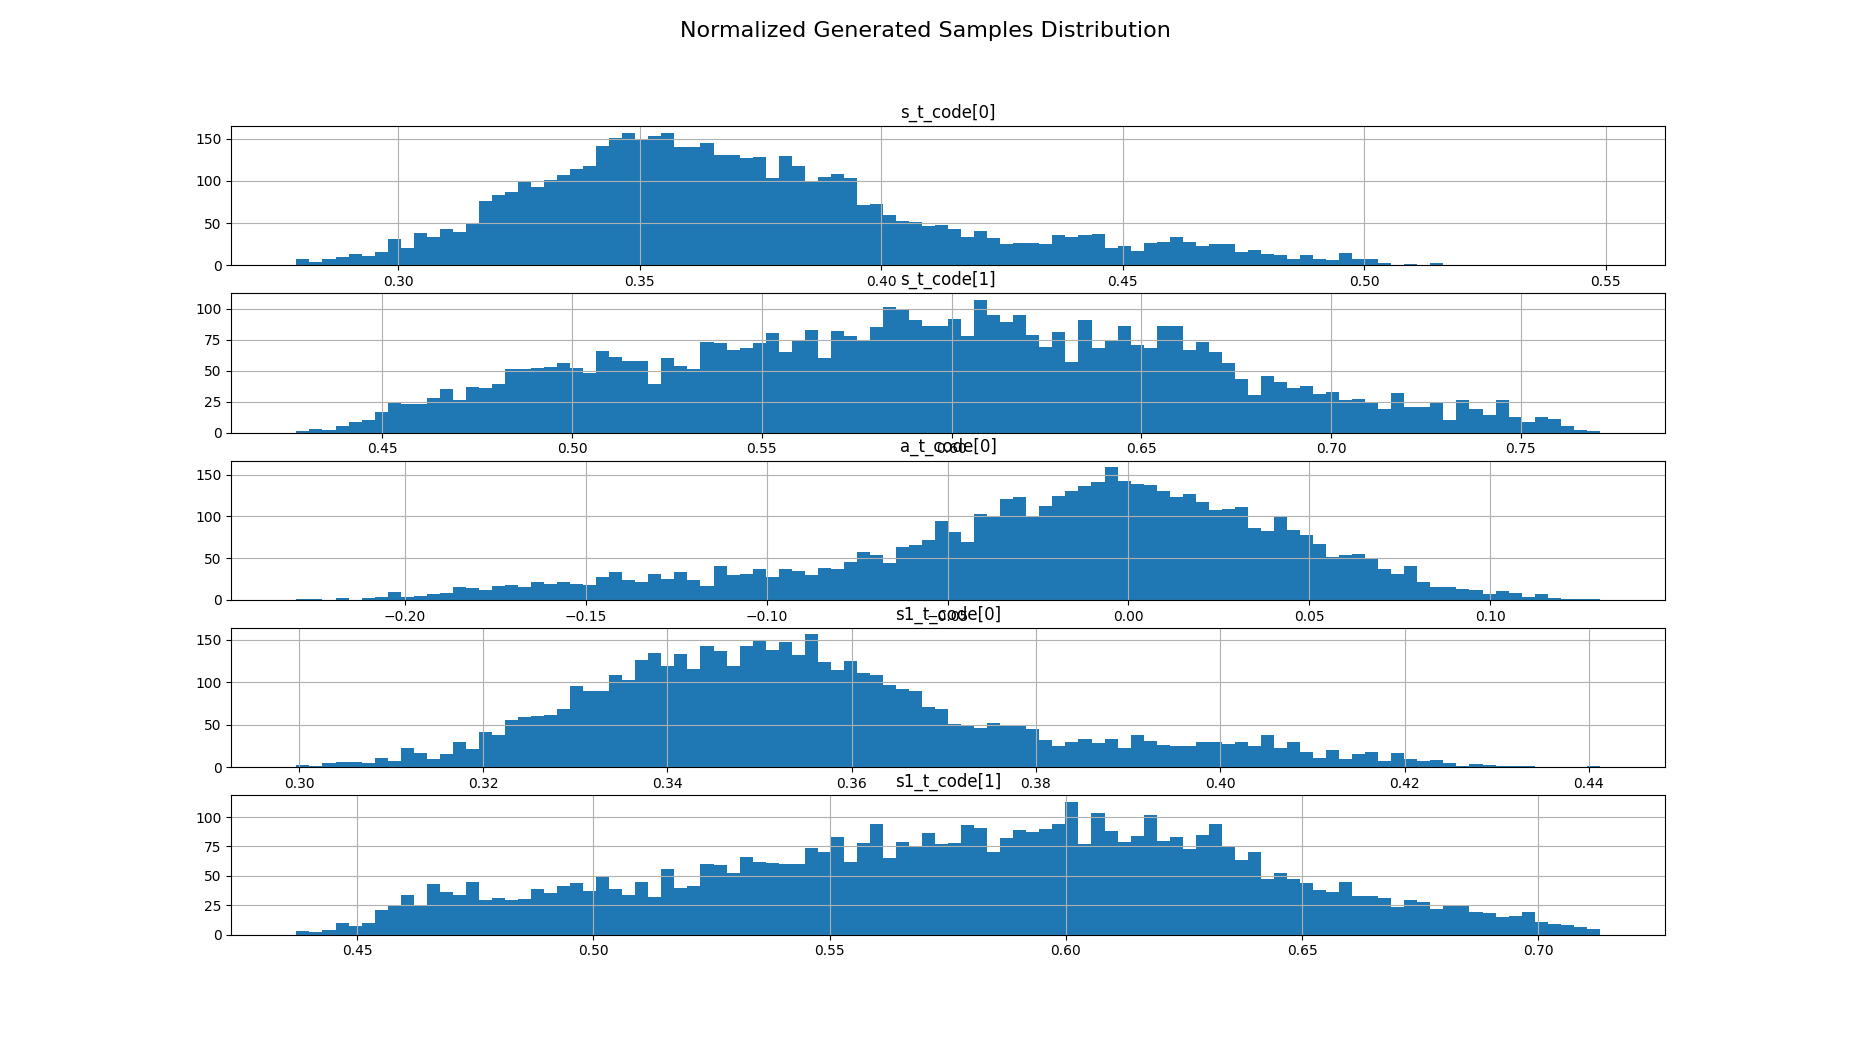 Normalized Generated Samples Distribution
s_t_code[0]
150
100
50
0
0.30 0.35 0.40 0.45 0.50 0.55
s_t_code[1]
100
75
50
25
0
0.45 0.50 0.55 0.60 0.65 0.70 0.75
a_t_code[0]
150
100
50
0
−0.20 −0.15 −0.10 −0.05 0.00 0.05 0.10
s1_t_code[0]
150
100
50
0
0.30 0.32 0.34 0.36 0.38 0.40 0.42 0.44
s1_t_code[1]
100
75
50
25
0
0.45 0.50 0.55 0.60 0.65 0.70